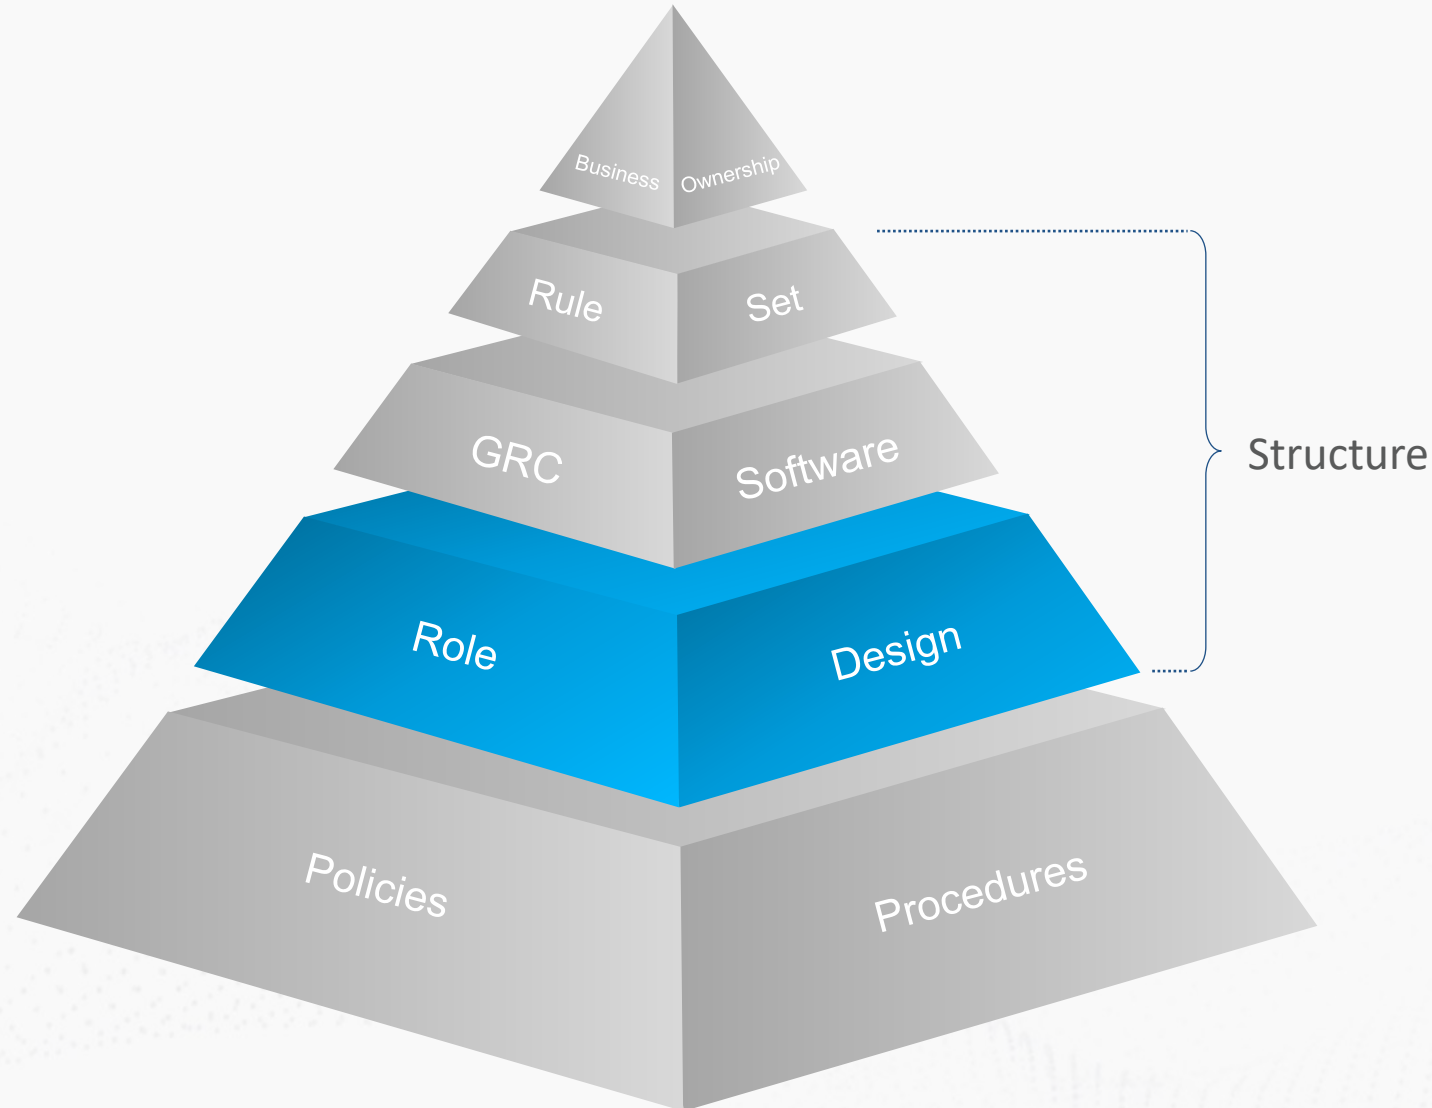 Business Ownership
Rule Set
GRC Software
Structure
Role Design
Policies Procedures